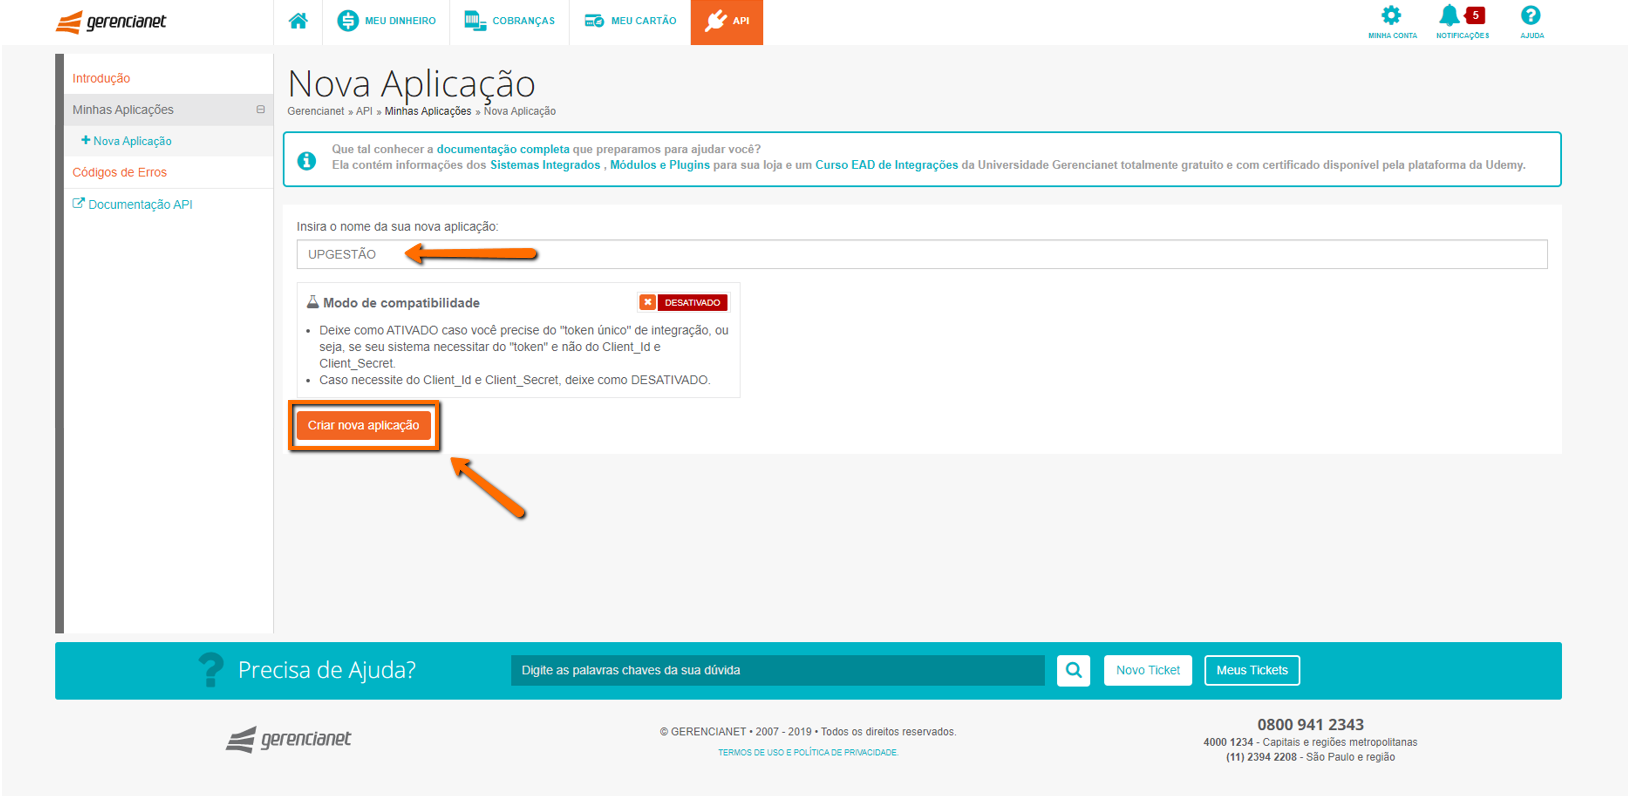 gerencianet
MEU DINHEIRO
COBRANÇAS
MEU CARTÃO
API
MINHA CONTA
5
NOTIFICAÇÕES
AJUDA
Introdução
Minhas Aplicações
Nova Aplicação
Códigos de Erros
Documentação API
Nova Aplicação
Gerencianet » API » Minhas Aplicações » Nova Aplicação
Que tal conhecer a documentação completa que preparamos para ajudar você?
Ela contém informações dos Sistemas Integrados , Módulos e Plugins para sua loja e um Curso EAD de Integrações da Universidade Gerencianet totalmente gratuito e com certificado disponível pela plataforma da Udemy.
Insira o nome da sua nova aplicação:
UPGESTÃO
Modo de compatibilidade
DESATIVADO
• Deixe como ATIVADO caso você precise do "token único" de integração, ou
seja, se seu sistema necessitar do "token" e não do Client_Id e
Client_Secret.
• Caso necessite do Client_Id e Client_Secret, deixe como DESATIVADO.
Criar nova aplicação
? Precisa de Ajuda?
Digite as palavras chaves da sua dúvida
Novo Ticket
Meus Tickets
gerencianet
© GERENCIANET • 2007 - 2019 • Todos os direitos reservados.
TERMOS DE USO E POLÍTICA DE PRIVACIDADE.
0800 941 2343
4000 1234 - Capitais e regiões metropolitanas
(11) 2394 2208 - São Paulo e região